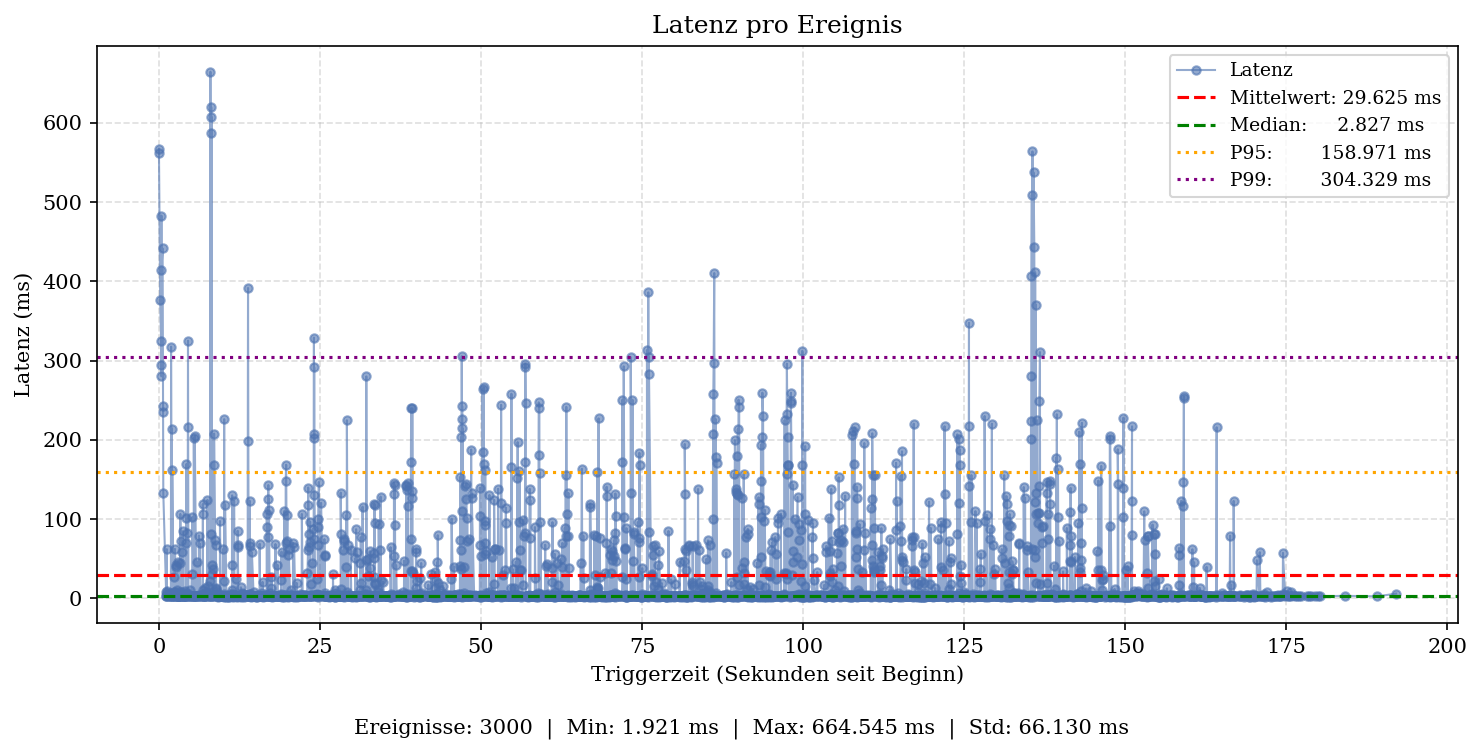 Latenz pro Ereignis
Latenz
Mittelwert: 29.625 ms
Median: 2.827 ms
P95: 158.971 ms
P99: 304.329 ms
Latenz (ms)
600
500
400
300
200
100
0
0 25 50 75 100 125 150 175 200
Triggerzeit (Sekunden seit Beginn)
Ereignisse: 3000 | Min: 1.921 ms | Max: 664.545 ms | Std: 66.130 ms